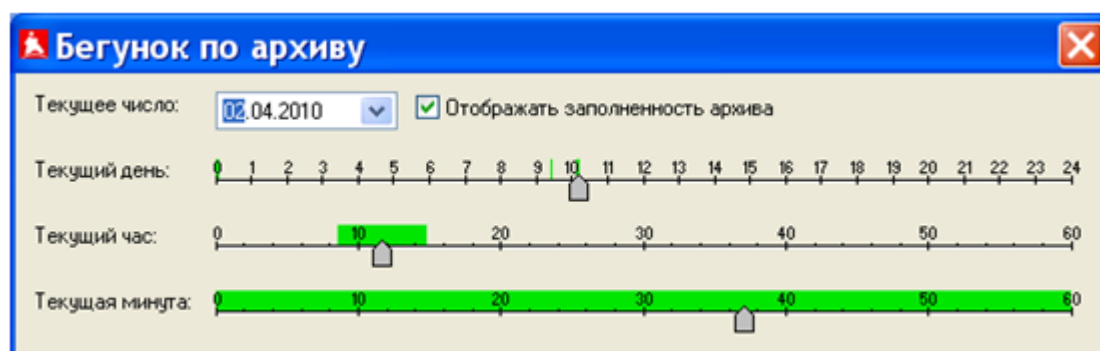 Бегунок по архиву
Текущее число: 02.04.2010 Отображать заполненность архива
Текущий день: 0 1 2 3 4 5 6 7 8 9 10 11 12 13 14 15 16 17 18 19 20 21 22 23 24
Текущий час: 0 10 20 30 40 50 60
Текущая минута: 0 10 20 30 40 50 60